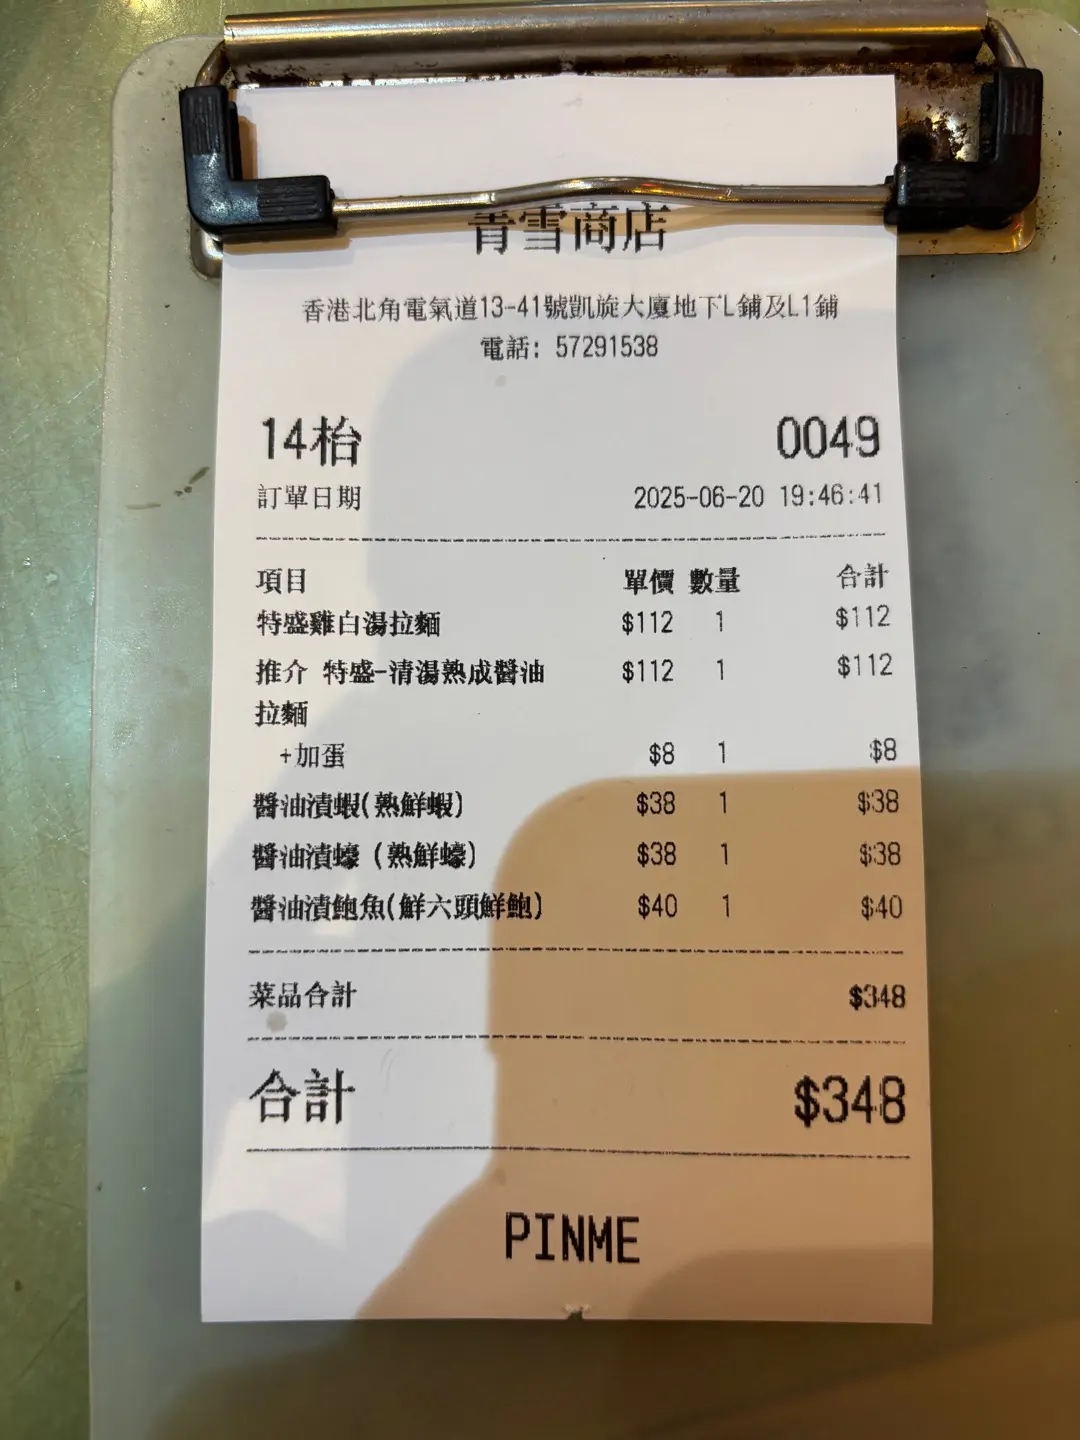 青雪商店
香港北角電氣道13-41號凱旋大廈地下L鋪及L1鋪
電話: 57291538
14枱 0049
訂單日期 2025-06-20 19:46:41
項目 單價 數量 合計
特盛雞白湯拉麵 $112 1 $112
推介 特盛-清湯熟成醬油 $112 1 $112
拉麵
+加蛋 $8 1 $8
醬油漬蝦(熟鮮蝦) $38 1 $38
醬油漬蠔 (熟鮮蠔) $38 1 $38
醬油漬鮑魚(鮮六頭鮮鮑) $40 1 $40
菜品合計 $348
合計 $348
PINME